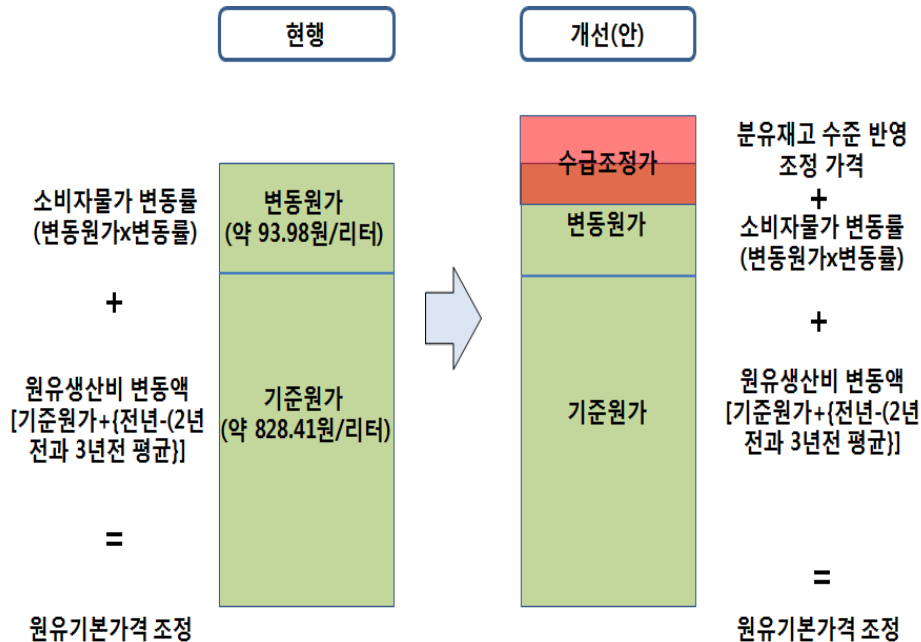 현행
개선(안)
소비자물가 변동률
(변동원가x변동률)
+
원유생산비 변동액
[기준원가+{전년-(2년
전과 3년전 평균}]
=
원유기본가격 조정
변동원가
(약 93.98원/리터)
기준원가
(약 828.41원/리터)
수급조정가
변동원가
기준원가
분유재고 수준 반영
조정 가격
+
소비자물가 변동률
(변동원가x변동률)
+
원유생산비 변동액
[기준원가+{전년-(2년
전과 3년전 평균}]
=
원유기본가격 조정